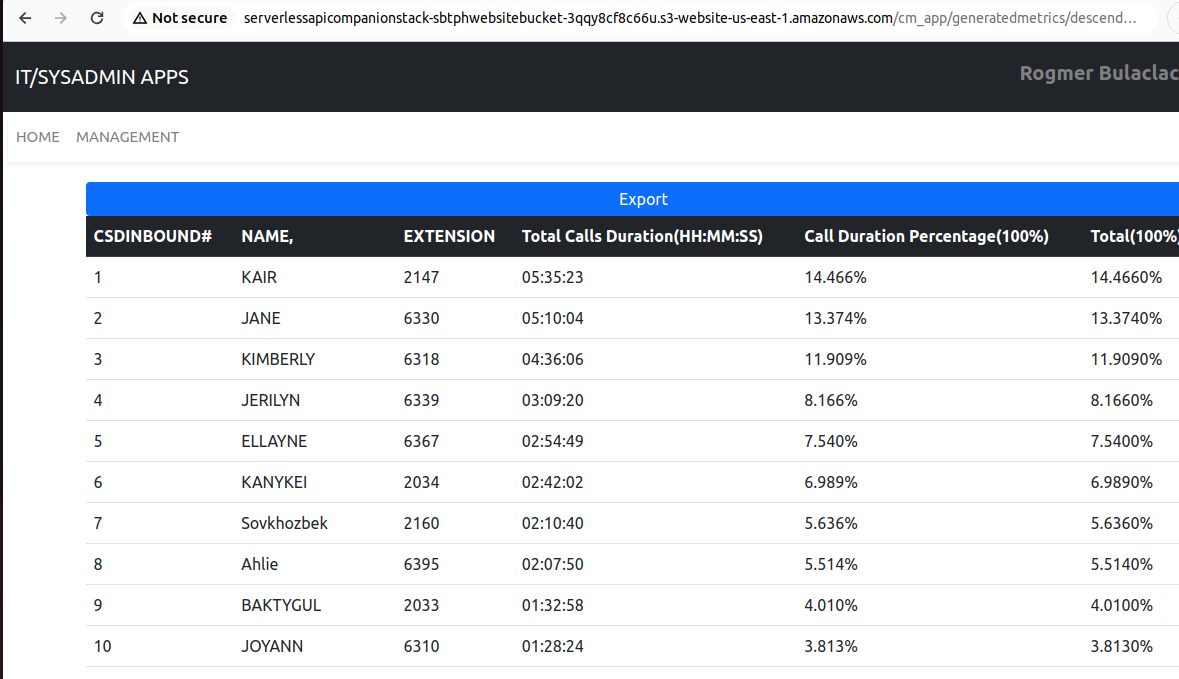 Not secure serverlessapicompanionstack-sbtphwebsitebucket-3qqy8cf8c66u.s3-website-us-east-1.amazonaws.com/cm_app/generatedmetrics/descend…
IT/SYSADMIN APPS
Rogmer Bulaclac
HOME MANAGEMENT
Export
CSDINBOUND# NAME, EXTENSION Total Calls Duration(HH:MM:SS) Call Duration Percentage(100%) Total(100%)
1 KAIR 2147 05:35:23 14.466% 14.4660%
2 JANE 6330 05:10:04 13.374% 13.3740%
3 KIMBERLY 6318 04:36:06 11.909% 11.9090%
4 JERILYN 6339 03:09:20 8.166% 8.1660%
5 ELLAYNE 6367 02:54:49 7.540% 7.5400%
6 KANYKEI 2034 02:42:02 6.989% 6.9890%
7 Sovkhozbek 2160 02:10:40 5.636% 5.6360%
8 Ahlie 6395 02:07:50 5.514% 5.5140%
9 BAKTYGUL 2033 01:32:58 4.010% 4.0100%
10 JOYANN 6310 01:28:24 3.813% 3.8130%